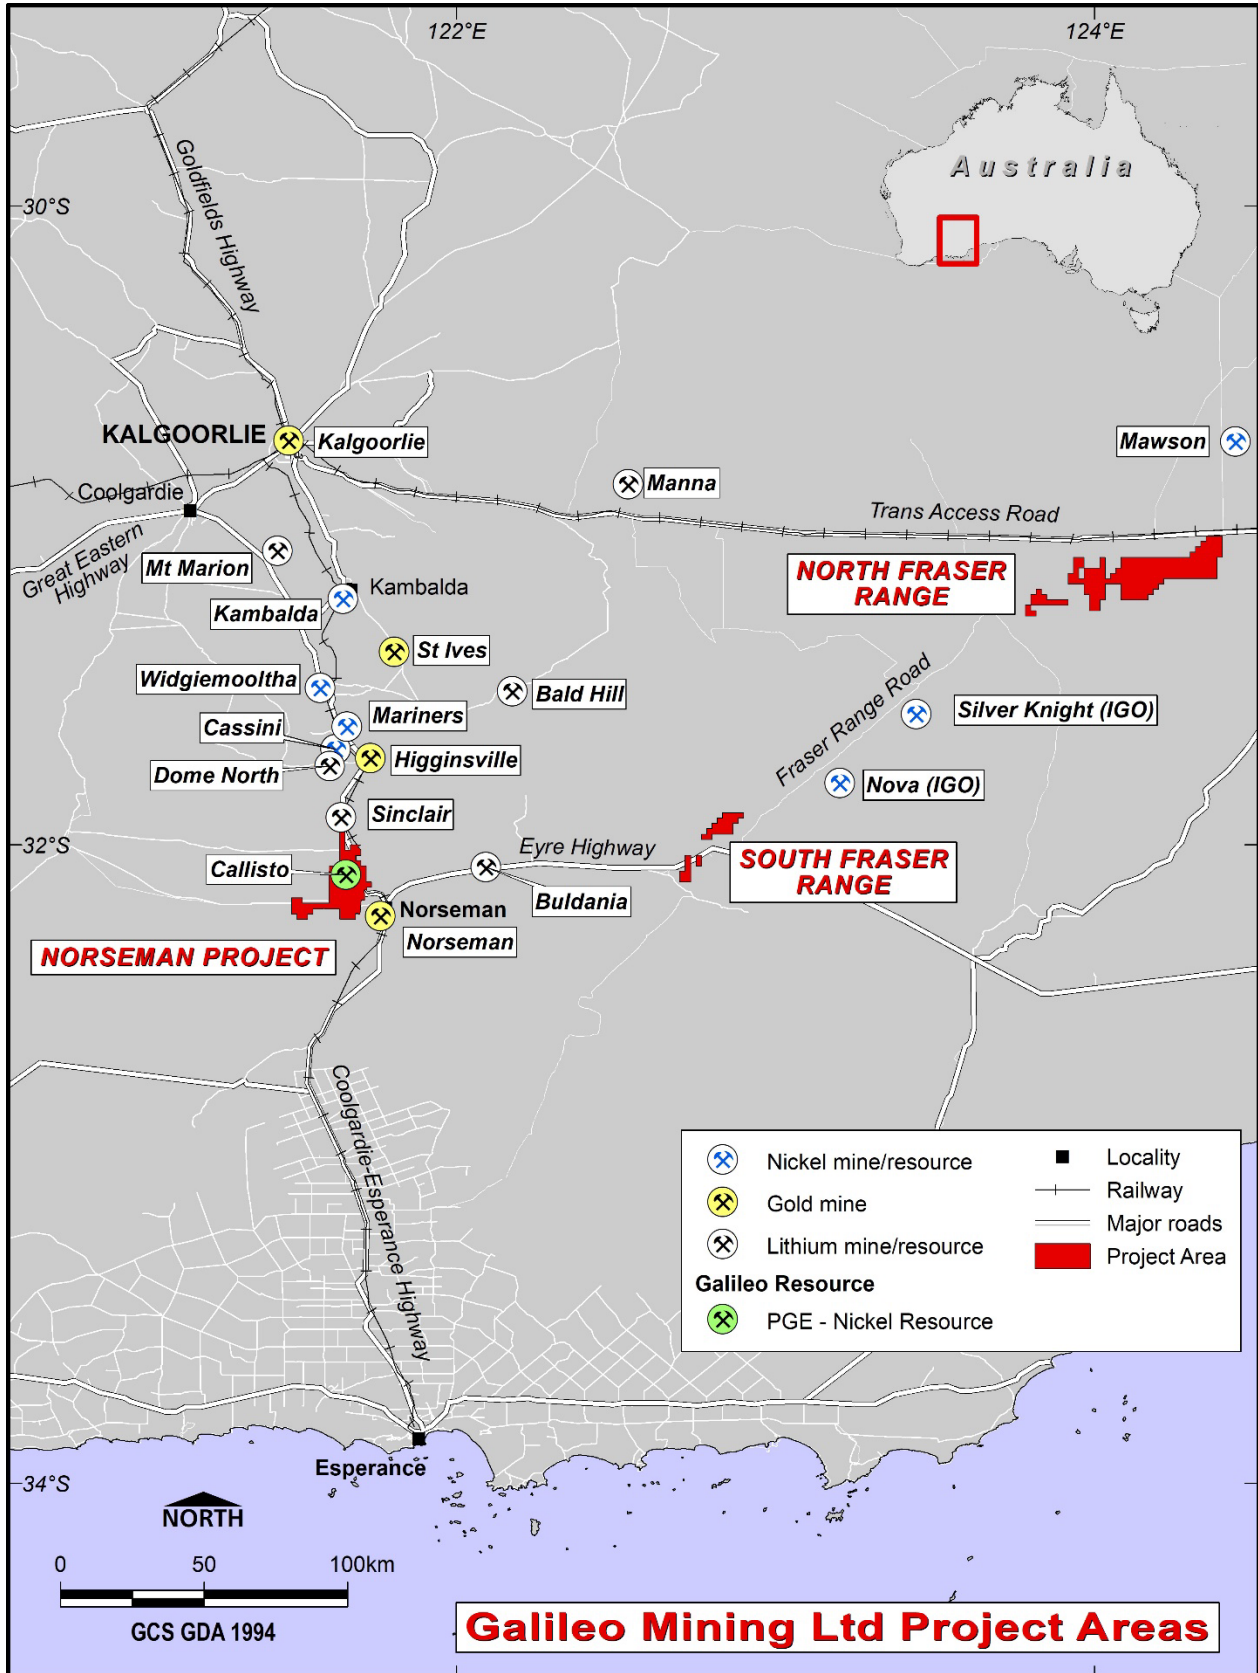 122°E
124°E
Australia
30°S
Goldfields Highway
KALGOORLIE
Kalgoorlie
Mawson
Manna
Coolgardie
Trans Access Road
Great Eastern
Highway
Mt Marion
NORTH FRASER
RANGE
Kambalda
Kambalda
St Ives
Widgiemooltha
Bald Hill
Fraser Range Road
Silver Knight (IGO)
Mariners
Cassini
Higginsville
Dome North
Nova (IGO)
Sinclair
32°S
Eyre Highway
SOUTH FRASER
RANGE
Callisto
Buldania
Norseman
Norseman
NORSEMAN PROJECT
Coolgardie-Esperance Highway
Nickel mine/resource
Gold mine
Lithium mine/resource
Galileo Resource
PGE - Nickel Resource
Locality
Railway
Major roads
Project Area
Esperance
34°S
NORTH
0 50 100km
GCS GDA 1994
Galileo Mining Ltd Project Areas